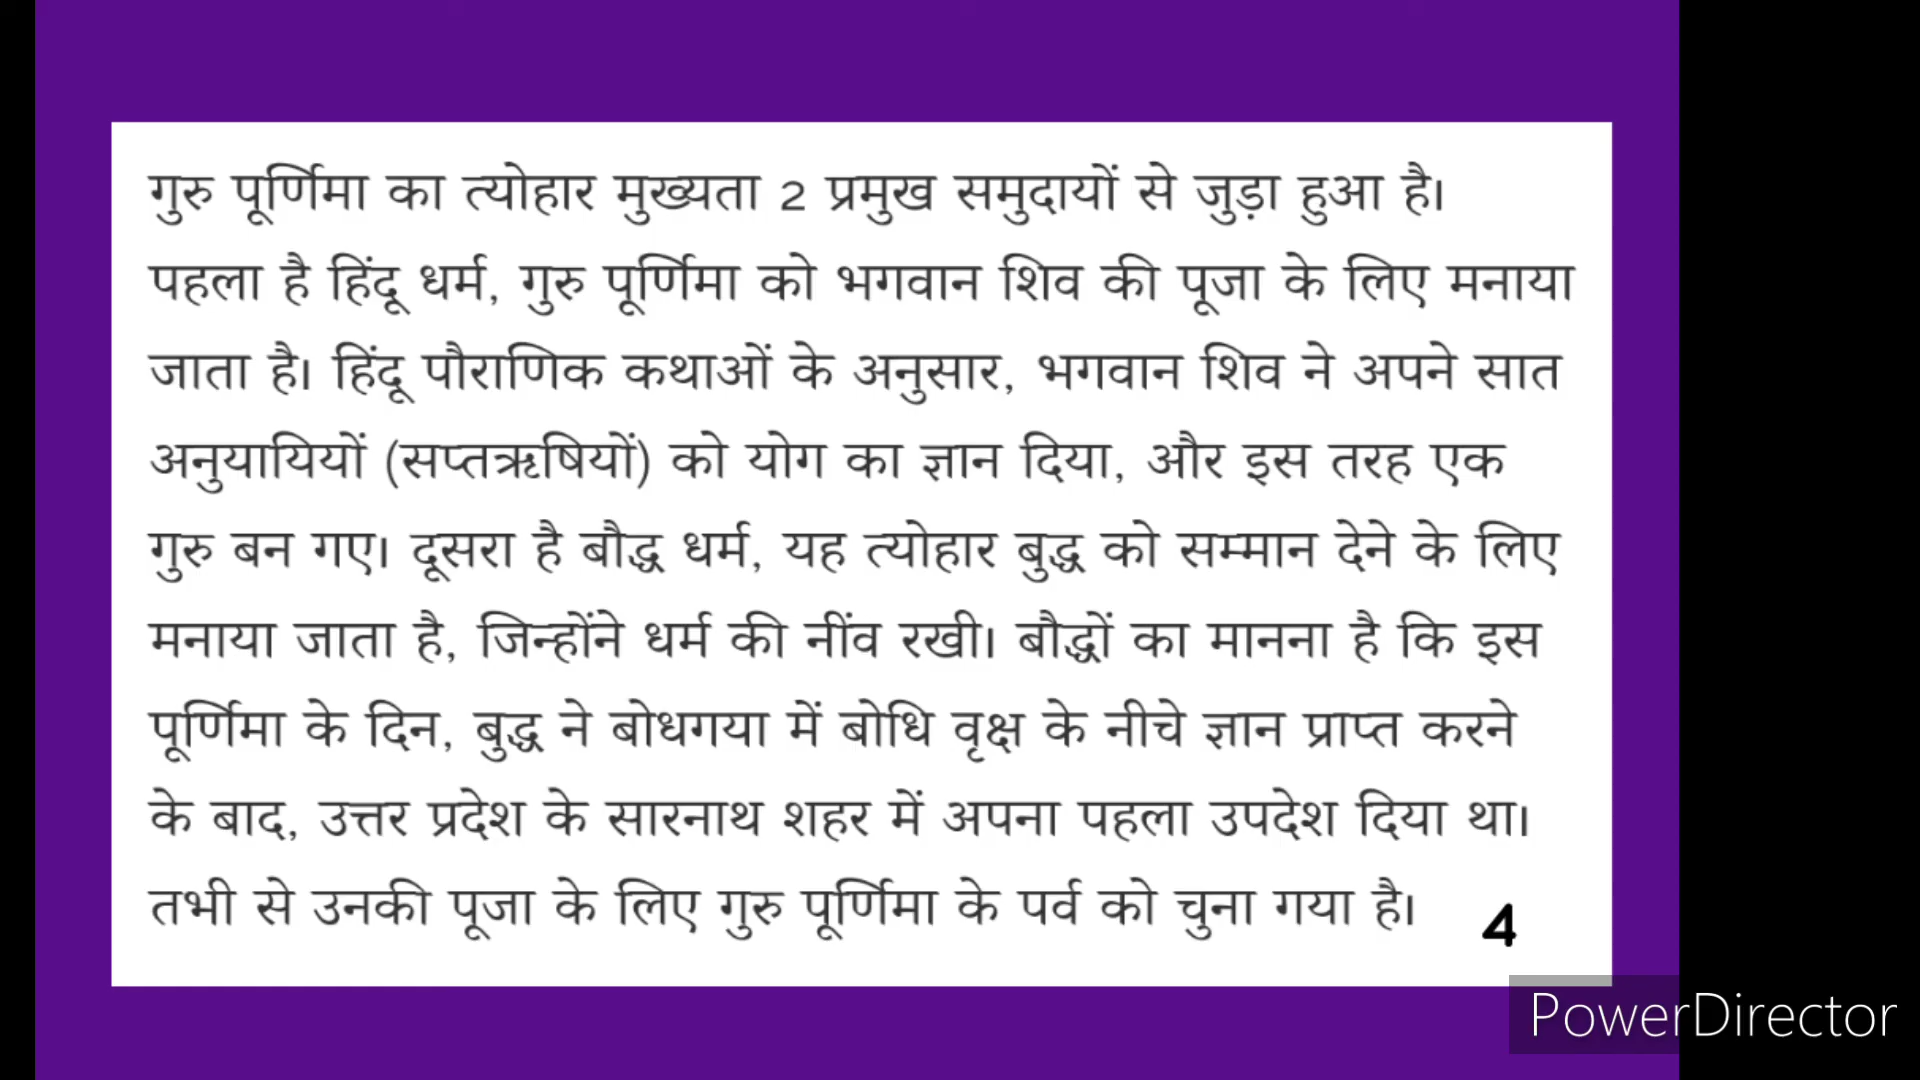 गुरु पूर्णिमा का त्योहार मुख्यता 2 प्रमुख समुदायों से जुड़ा हुआ है।
पहला है हिंदू धर्म, गुरु पूर्णिमा को भगवान शिव की पूजा के लिए मनाया
जाता है। हिंदू पौराणिक कथाओं के अनुसार, भगवान शिव ने अपने सात
अनुयायियों (सप्तऋषियों) को योग का ज्ञान दिया, और इस तरह एक
गुरु बन गए। दूसरा है बौद्ध धर्म, यह त्योहार बुद्ध को सम्मान देने के लिए
मनाया जाता है, जिन्होंने धर्म की नींव रखी। बौद्धों का मानना है कि इस
पूर्णिमा के दिन, बुद्ध ने बोधगया में बोधि वृक्ष के नीचे ज्ञान प्राप्त करने
के बाद, उत्तर प्रदेश के सारनाथ शहर में अपना पहला उपदेश दिया था।
तभी से उनकी पूजा के लिए गुरु पूर्णिमा के पर्व को चुना गया है।
4
PowerDirector